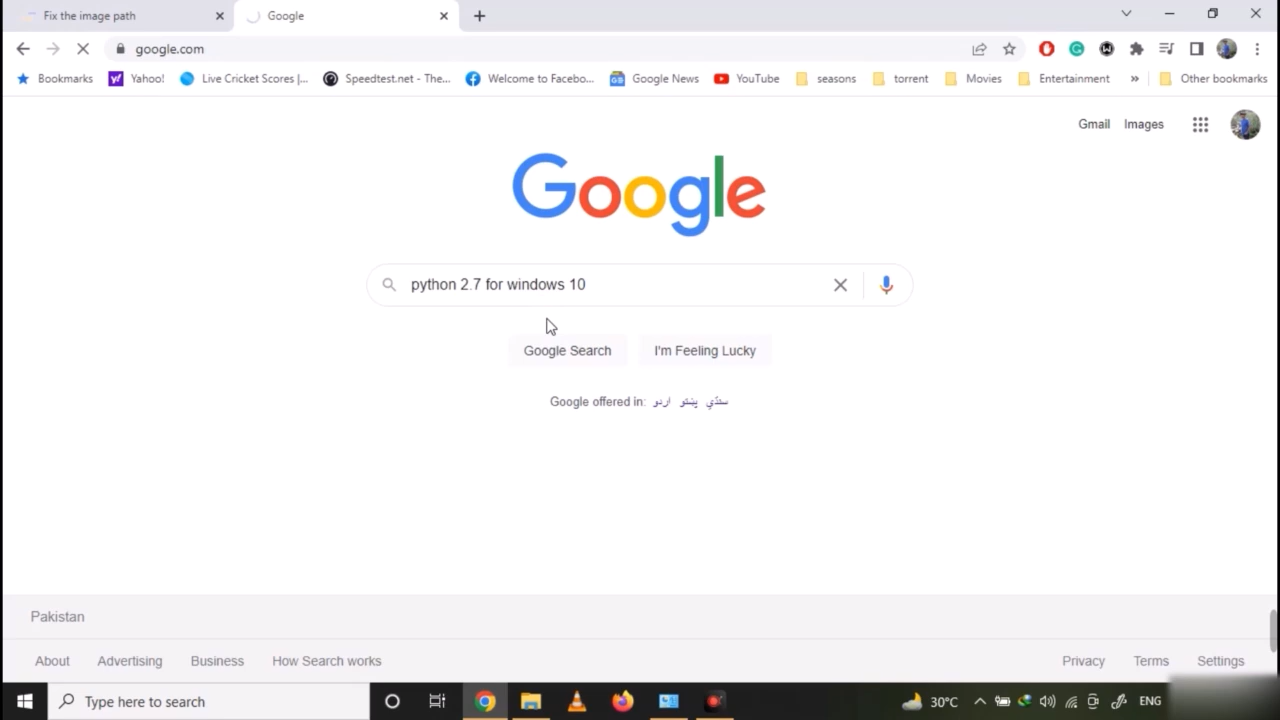 Fix the image path
Google
google.com
Bookmarks
Yahoo!
Live Cricket Scores |...
Speedtest.net - The...
Welcome to Facebo...
Google News
YouTube
seasons
torrent
Movies
Entertainment
»
Other bookmarks
Gmail
Images
Google
python 2.7 for windows 10
Google Search
I'm Feeling Lucky
Google offered in: اردو پښتو سنڌي
Pakistan
About
Advertising
Business
How Search works
Privacy
Terms
Settings
Type here to search
30°C
ENG